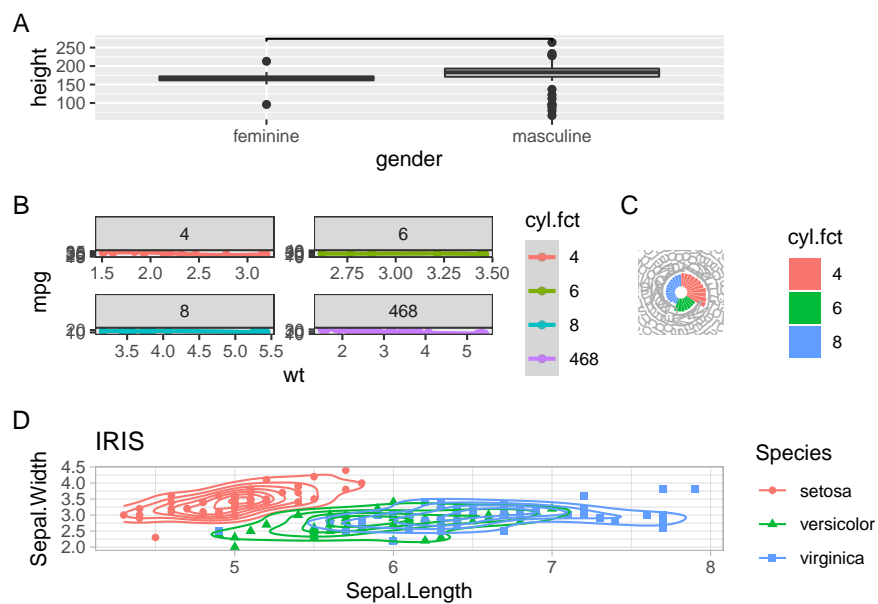 A
height
250
200
150
100
feminine
masculine
gender
B
mpg
4
6
1.5
2.0
2.5
3.0
2.75
3.00
3.25
3.50
8
468
20
10
3.5
4.0
4.5
5.0
5.5
2
3
4
5
wt
cyl.fct
4
6
8
468
C
cyl.fct
4
6
8
D
IRIS
Sepal.Width
4.5
4.0
3.5
3.0
2.5
2.0
5
6
7
8
Sepal.Length
Species
setosa
versicolor
virginica